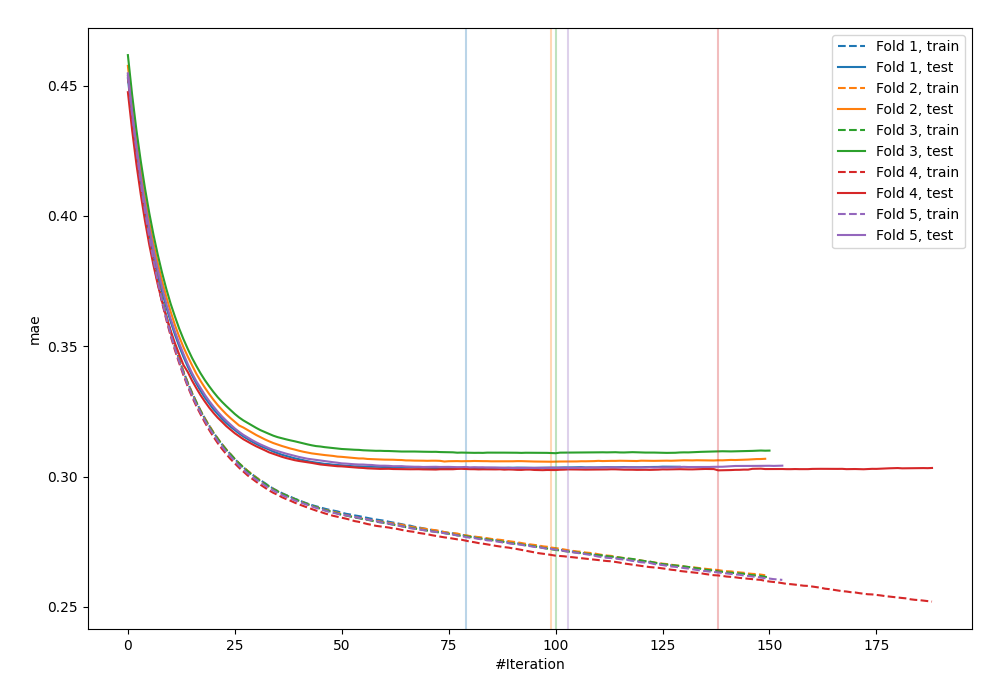 0.45
0.40
0.35
0.30
0.25
mae
0
25
50
75
100
125
150
175
#Iteration
Fold 1, train
Fold 1, test
Fold 2, train
Fold 2, test
Fold 3, train
Fold 3, test
Fold 4, train
Fold 4, test
Fold 5, train
Fold 5, test